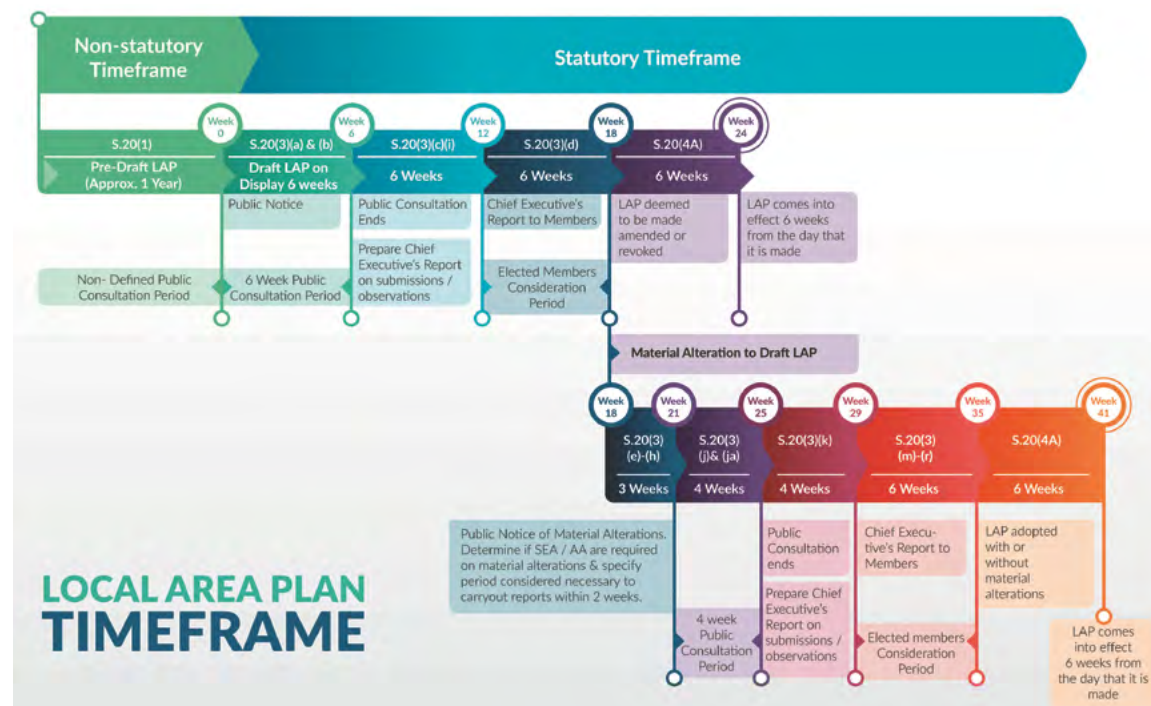 Non-statutory
Timeframe
Statutory Timeframe
Week
0
Week
6
Week
12
Week
18
Week
24
S.20(1)
Pre-Draft LAP
(Approx. 1 Year)
S.20(3)(a) & (b)
Draft LAP on
Display 6 weeks
S.20(3)(c)(i)
6 Weeks
S.20(3)(d)
6 Weeks
S.20(4A)
6 Weeks
Public Notice
Public Consultation
Ends
Chief Executive's
Report to Members
LAP deemed
to be made
amended or
revoked
LAP comes into
effect 6 weeks
from the day that
it is made
Non- Defined Public
Consultation Period
6 Week Public
Consultation Period
Prepare Chief
Executive's Report
on submissions /
observations
Elected Members
Consideration
Period
Material Alteration to Draft LAP
Week
18
Week
21
Week
25
Week
29
Week
35
Week
41
S.20(3)
(e)-(h)
3 Weeks
S.20(3)
(j)& (ja)
4 Weeks
S.20(3)(k)
4 Weeks
S.20(3)
(m)-(r)
6 Weeks
S.20(4A)
6 Weeks
Public Notice of Material Alterations.
Determine if SEA / AA are required
on material alterations & specify
period considered necessary to
carryout reports within 2 weeks.
4 week
Public
Consultation
Period
Public
Consultation
ends
Prepare Chief
Executive's
Report on
submissions /
observations
Chief Execu-
tive's Report to
Members
Elected members
Consideration
Period
LAP adopted
with or
without
material
alterations
LAP comes
into effect
6 weeks from
the day that it is
made
LOCAL AREA PLAN
TIMEFRAME